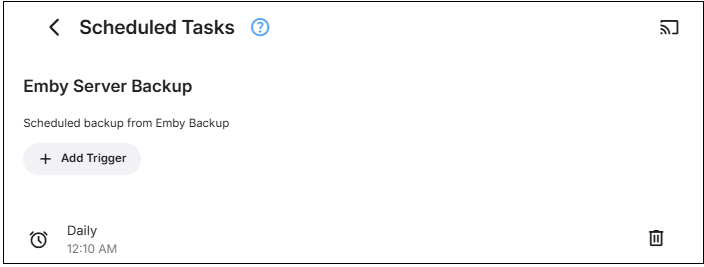 Scheduled Tasks ?
Emby Server Backup
Scheduled backup from Emby Backup
+ Add Trigger
Daily
12:10 AM